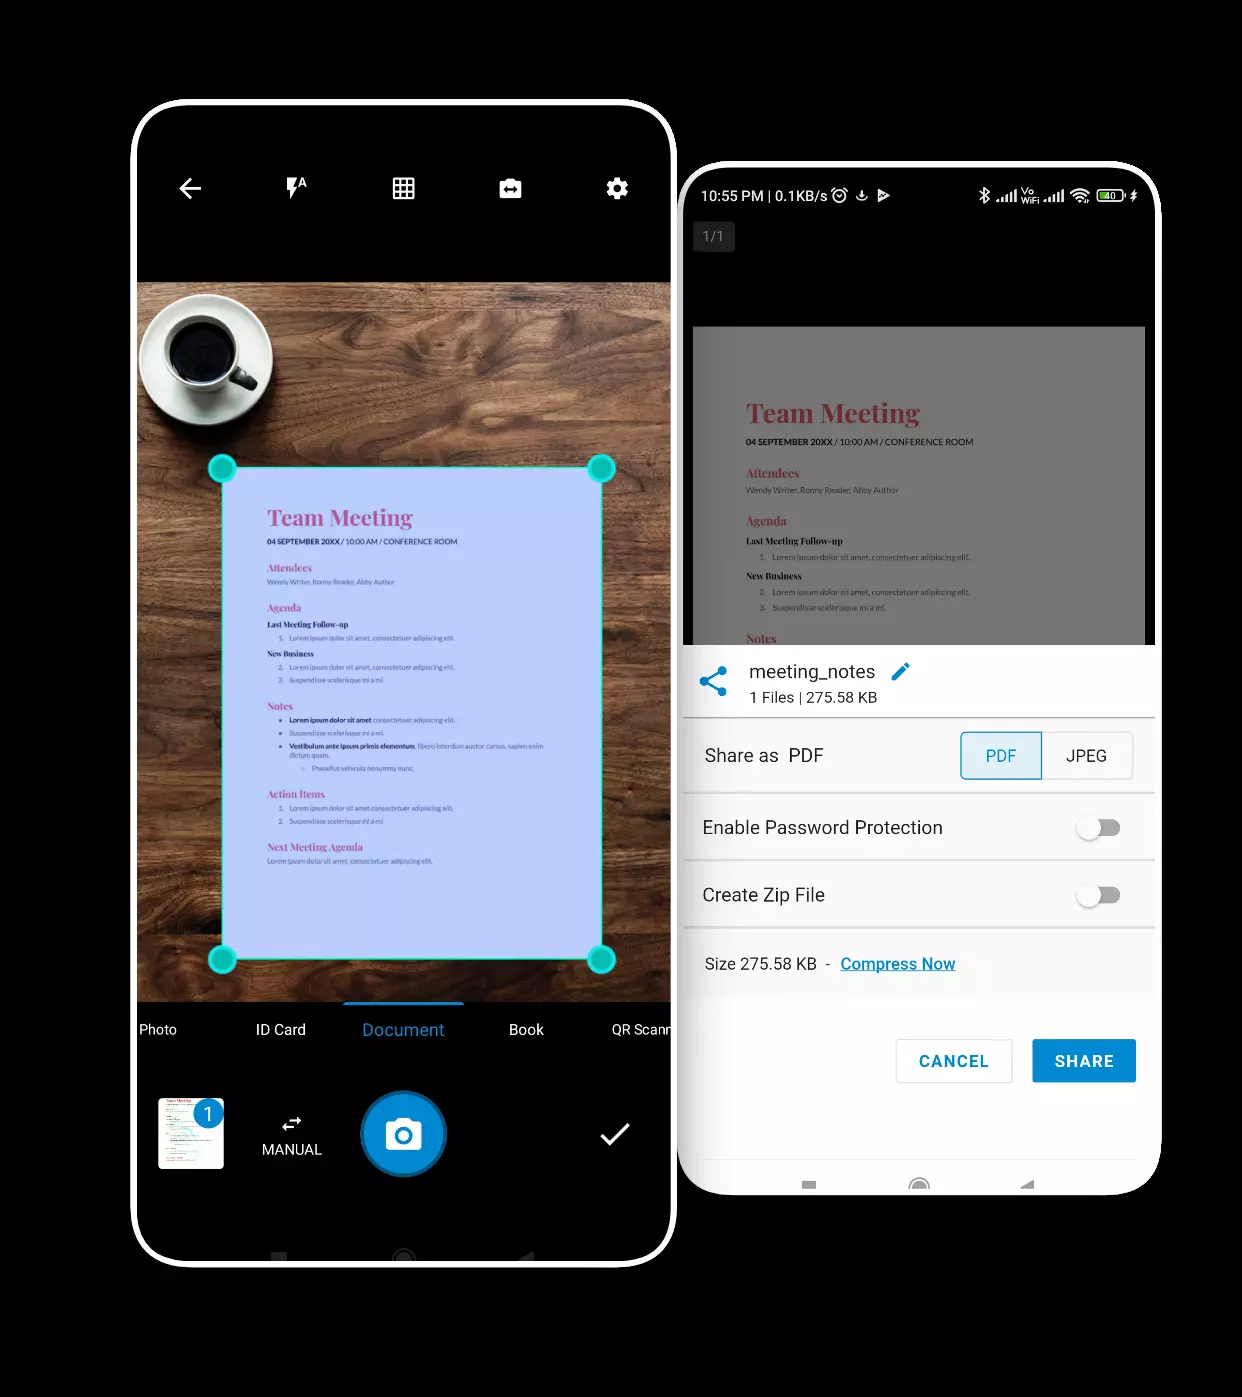 A
Team Meeting
04 SEPTEMBER 20XX / 10:00 AM / CONFERENCE ROOM
Attendees
Wendy Writer, Ronny Reader, Abby Author
Agenda
Last Meeting Follow-up
1. Lorem ipsum dolor sit amet, consectetuer adipiscing elit.
New Business
2. Lorem ipsum dolor sit amet, consectetuer adipiscing elit.
3. Suspendisse scelerisque mi a mi.
Notes
• Lorem ipsum dolor sit amet consectetuer adipiscing elit.
• Suspendisse scelerisque mi a mi.
• Vestibulum ante ipsum primis elementum, libero interdum auctor cursus, sapien enim
dictum quam.
○ Phasellus vehicula nonummy nunc.
Action Items
1. Lorem ipsum dolor sit amet consectetuer adipiscing elit.
2. Suspendisse scelerisque mi a mi.
Next Meeting Agenda
Lorem ipsum dolor sit amet, consectetuer adipiscing elit.
Photo ID Card Document Book QR Scann
1
MANUAL
10:55 PM | 0.1KB/s Vo WiFi 40
1/1
Team Meeting
04 SEPTEMBER 20XX / 10:00 AM / CONFERENCE ROOM
Attendees
Wendy Writer, Ronny Reader, Abby Author
Agenda
Last Meeting Follow-up
1. Lorem ipsum dolor sit amet, consectetuer adipiscing elit.
New Business
2. Lorem ipsum dolor sit amet, consectetuer adipiscing elit.
3. Suspendisse scelerisque mi a mi.
Notes
meeting_notes
1 Files | 275.58 KB
Share as PDF PDF JPEG
Enable Password Protection
Create Zip File
Size 275.58 KB - Compress Now
CANCEL SHARE